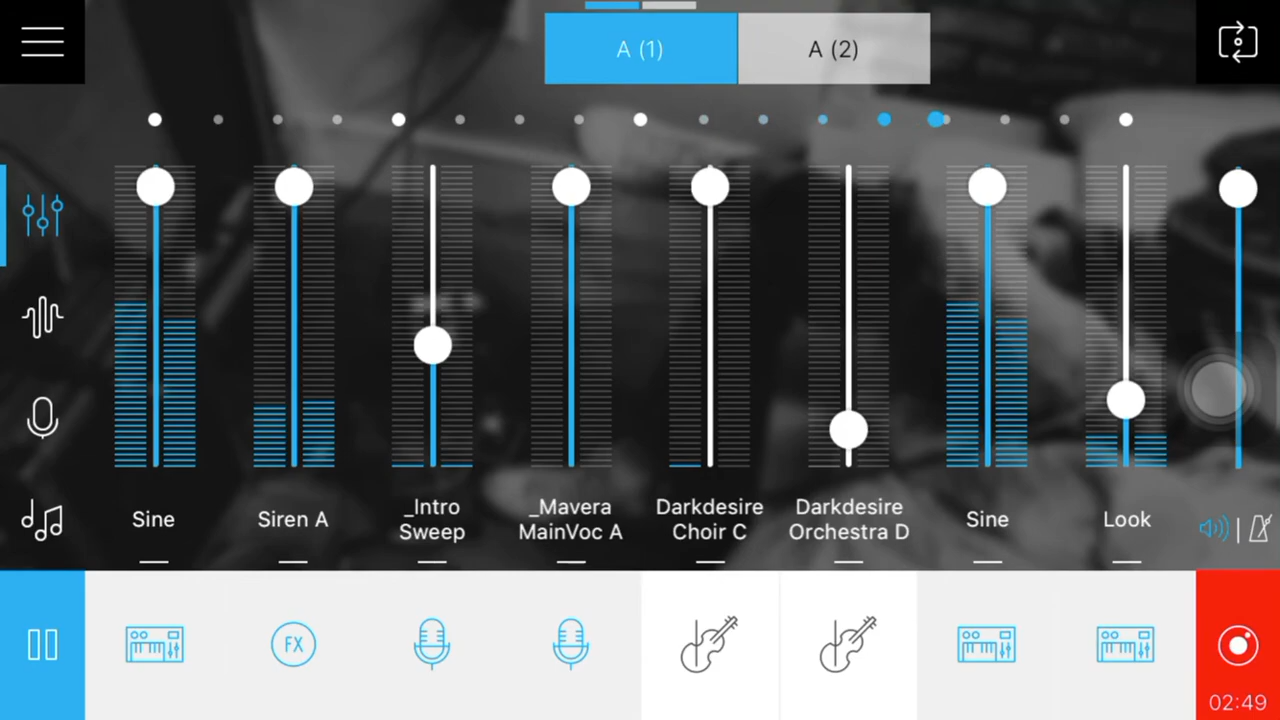 A (1)
A (2)
Sine
Siren A
_Intro
Sweep
_Mavera
MainVoc A
Darkdesire
Choir C
Darkdesire
Orchestra D
Sine
Look
FX
02:49